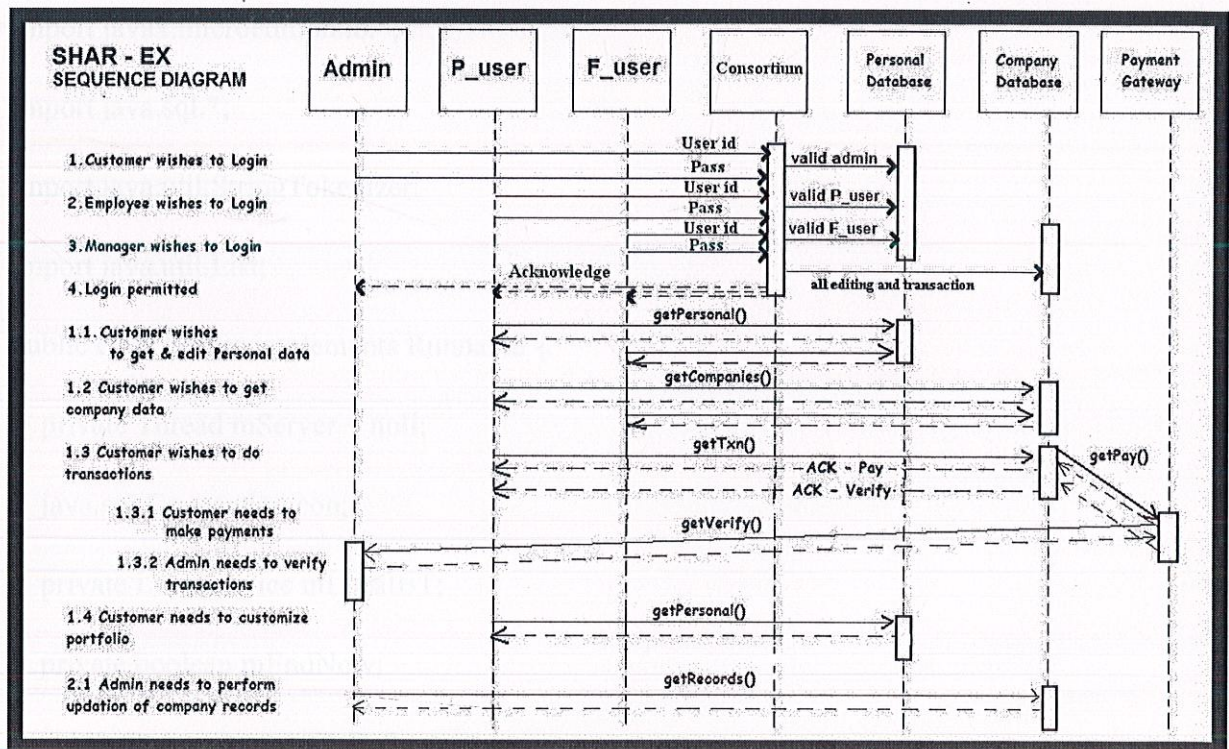 SHAR - EX
SEQUENCE DIAGRAM
Admin
P_user
F_user
Consortium
Personal
Database
Company
Database
Payment
Gateway
1.Customer wishes to Login
User id
valid admin
Pass
2.Employee wishes to Login
User id
valid P_user
Pass
3.Manager wishes to Login
User id
valid F_user
Pass
4.Login permitted
Acknowledge
all editing and transaction
1.1. Customer wishes
to get & edit Personal data
getPersonal()
1.2 Customer wishes to get
company data
getCompanies()
1.3 Customer wishes to do
transactions
getTxn()
ACK - Pay
ACK - Verify
getPay()
1.3.1 Customer needs to
make payments
getVerify()
1.3.2 Admin needs to verify
transactions
1.4 Customer needs to customize
portfolio
getPersonal()
2.1 Admin needs to perform
updation of company records
getRecords()
import java.sql.*;